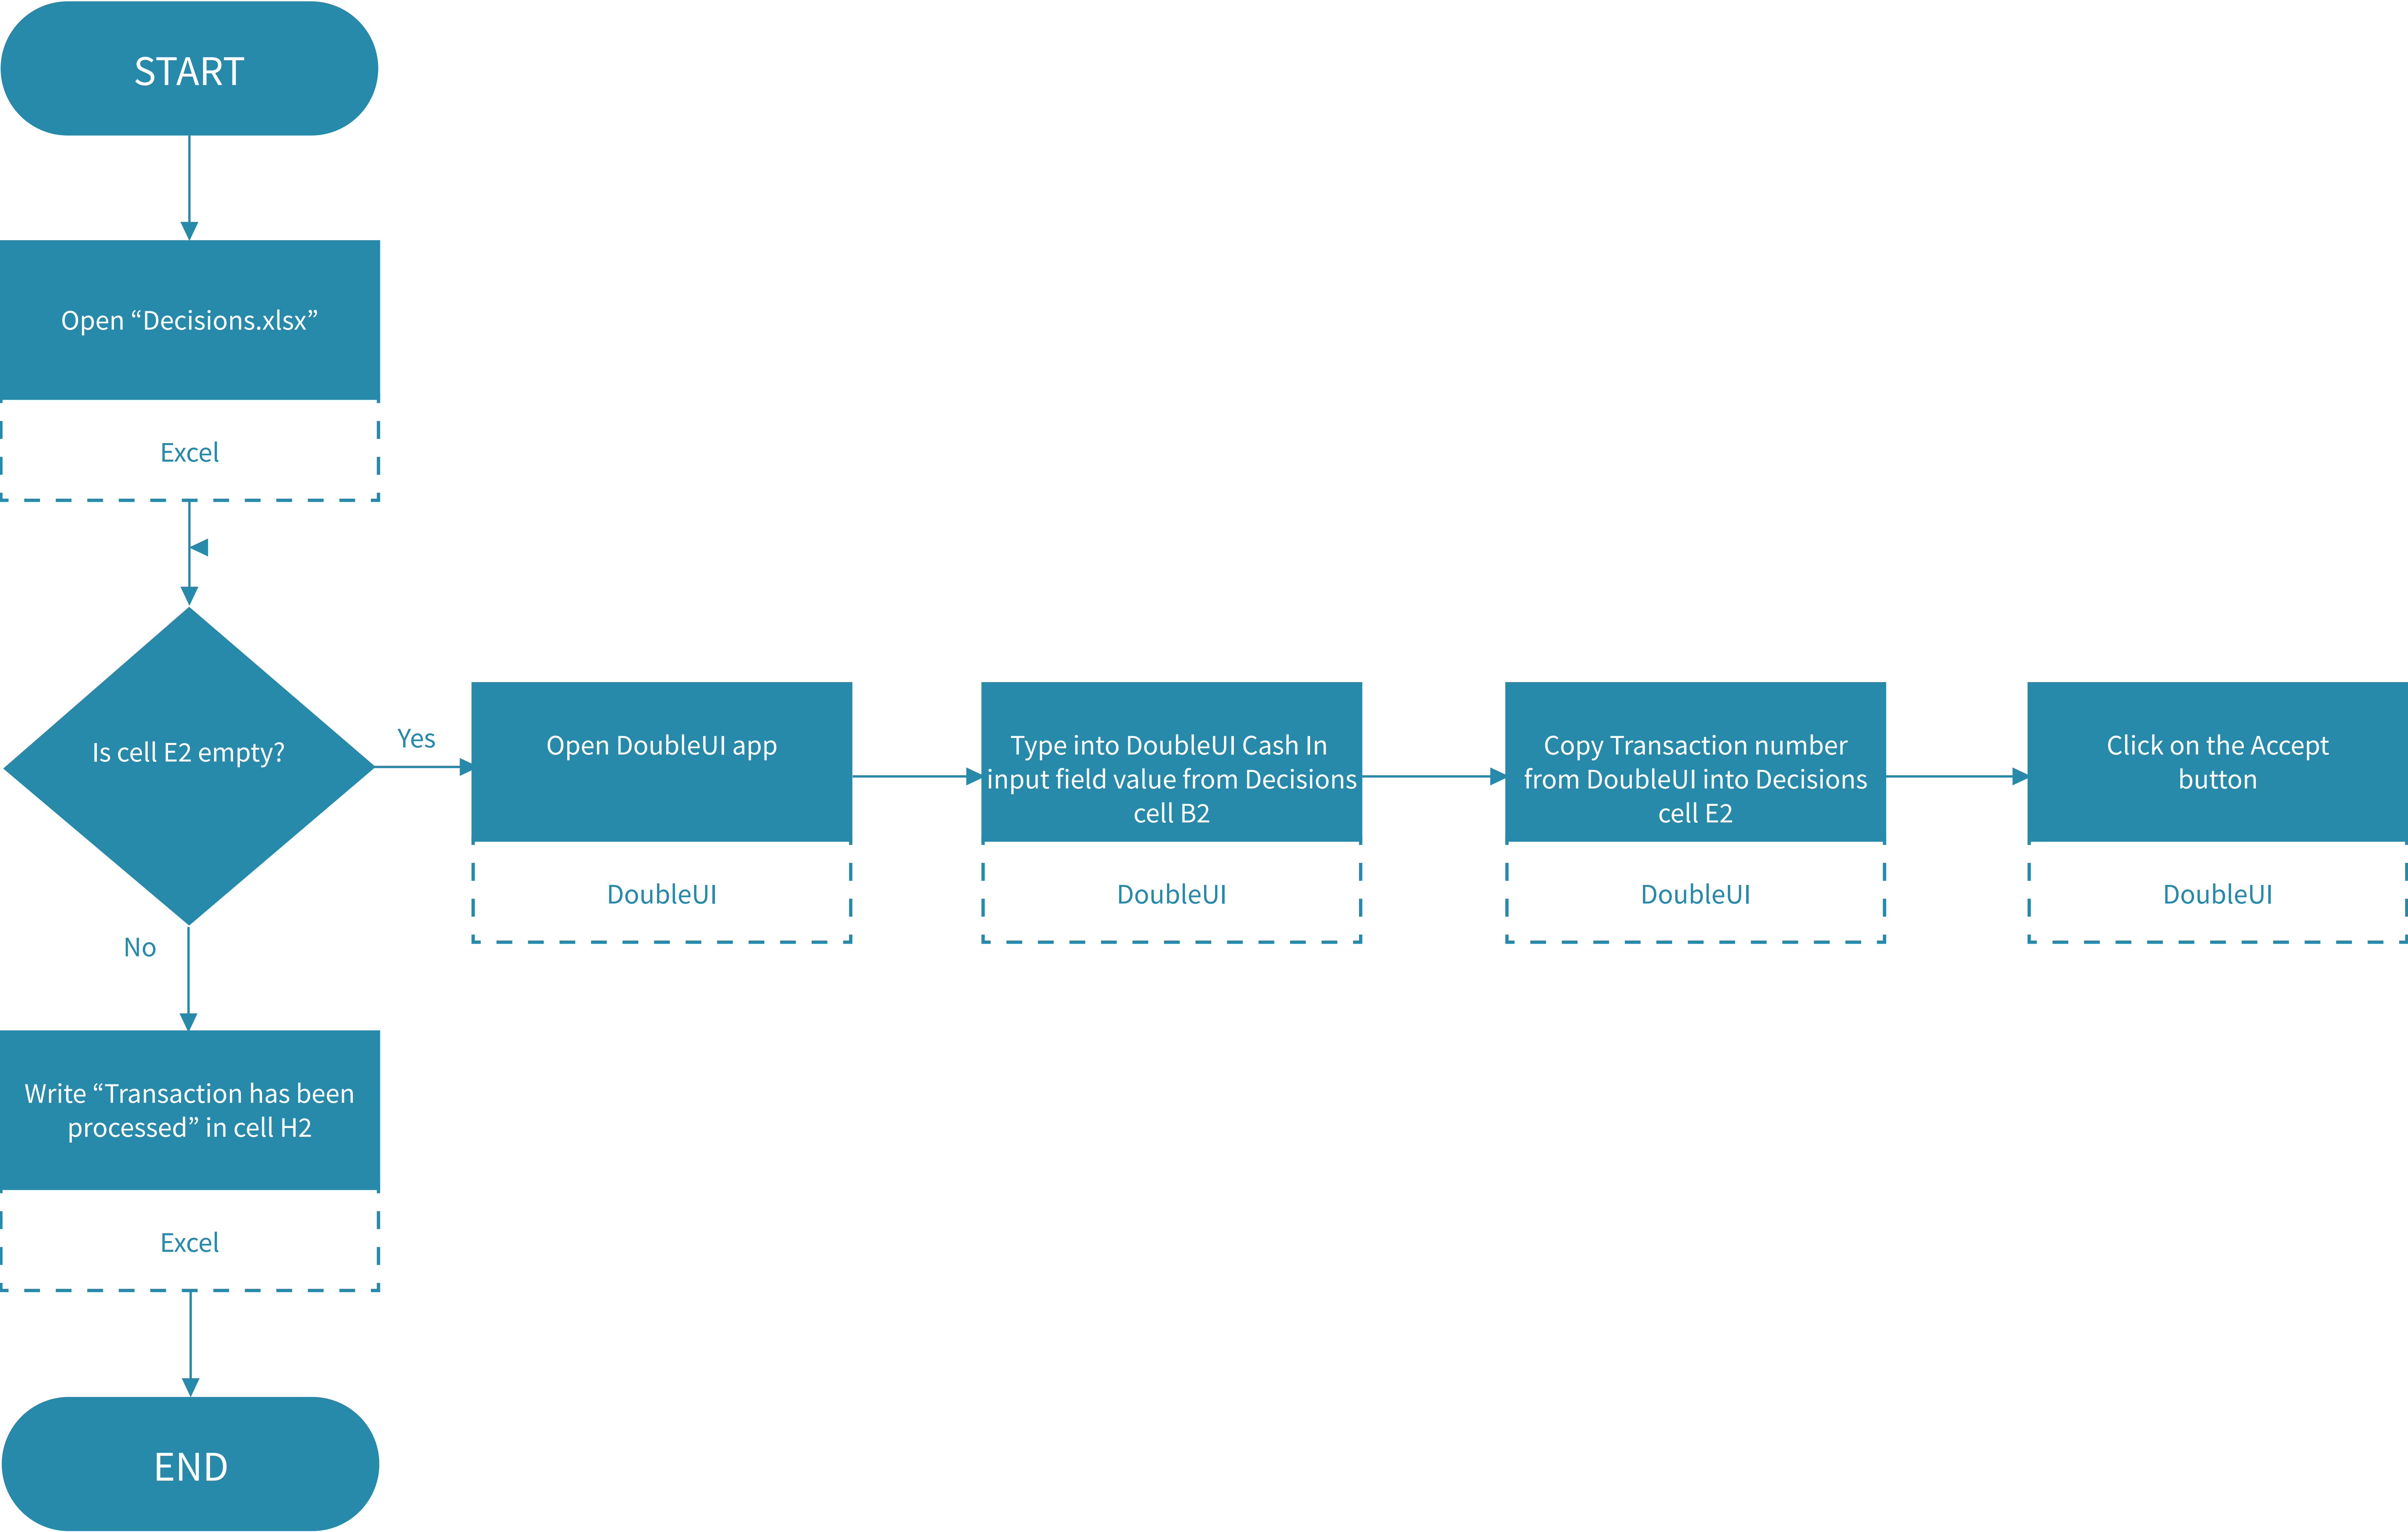 START
Open “Decisions.xlsx”
Excel
Is cell E2 empty?
Yes
Open DoubleUI app
DoubleUI
Type into DoubleUI Cash In
input field value from Decisions
cell B2
DoubleUI
Copy Transaction number
from DoubleUI into Decisions
cell E2
DoubleUI
Click on the Accept
button
DoubleUI
No
Write “Transaction has been
processed” in cell H2
Excel
END